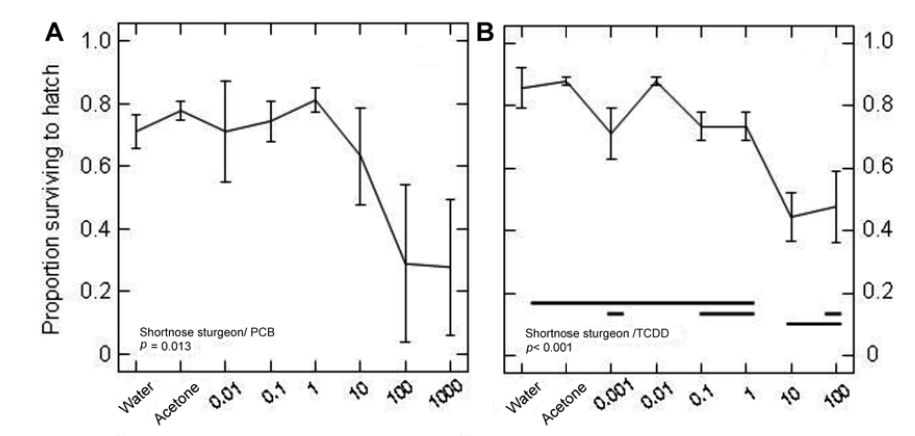 A
B
Proportion surviving to hatch
1.0
0.8
0.6
0.4
0.2
0
Shortnose sturgeon/ PCB
p = 0.013
Water
Acetone
0.01
0.1
1
10
100
1000
1.0
0.8
0.6
0.4
0.2
0
Shortnose sturgeon /TCDD
p< 0.001
Water
Acetone
0.001
0.01
0.1
1
10
100